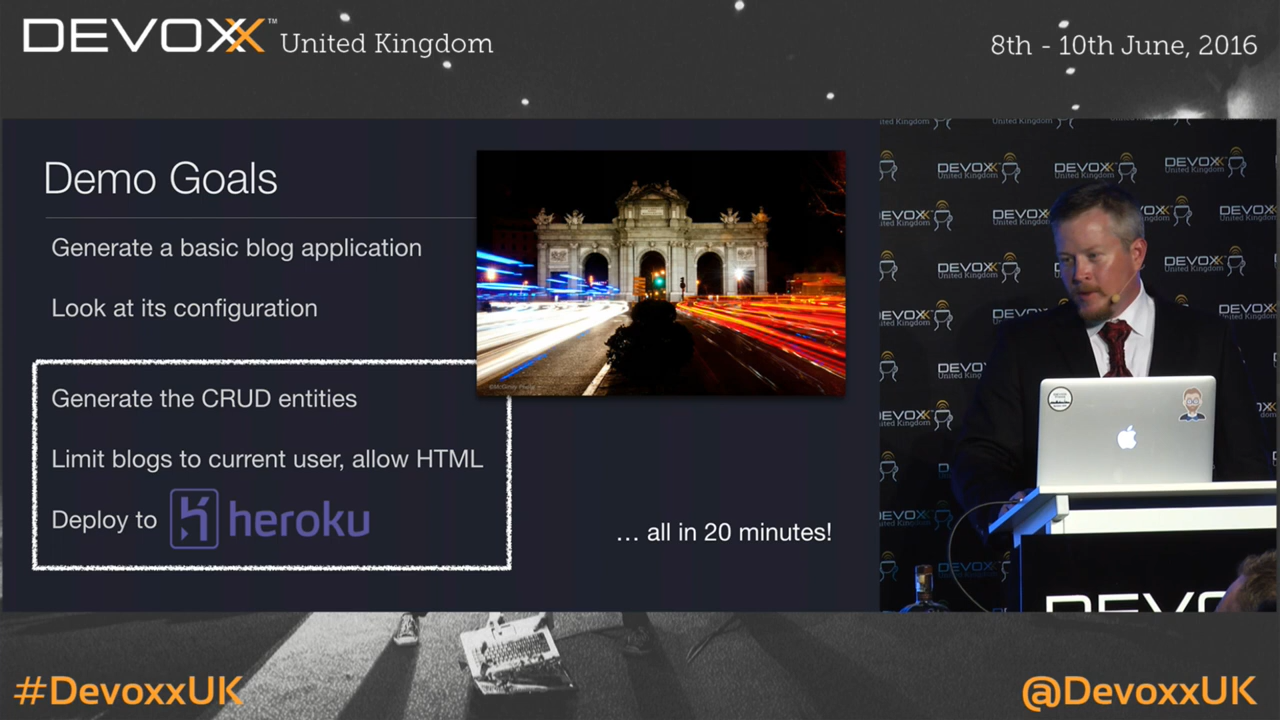 DEVOXX™ United Kingdom
8th - 10th June, 2016
Demo Goals
Generate a basic blog application
Look at its configuration
Generate the CRUD entities
Limit blogs to current user, allow HTML
Deploy to heroku
… all in 20 minutes!
DEVOXX United Kingdom
DEVOXX
#DevoxxUK
@DevoxxUK